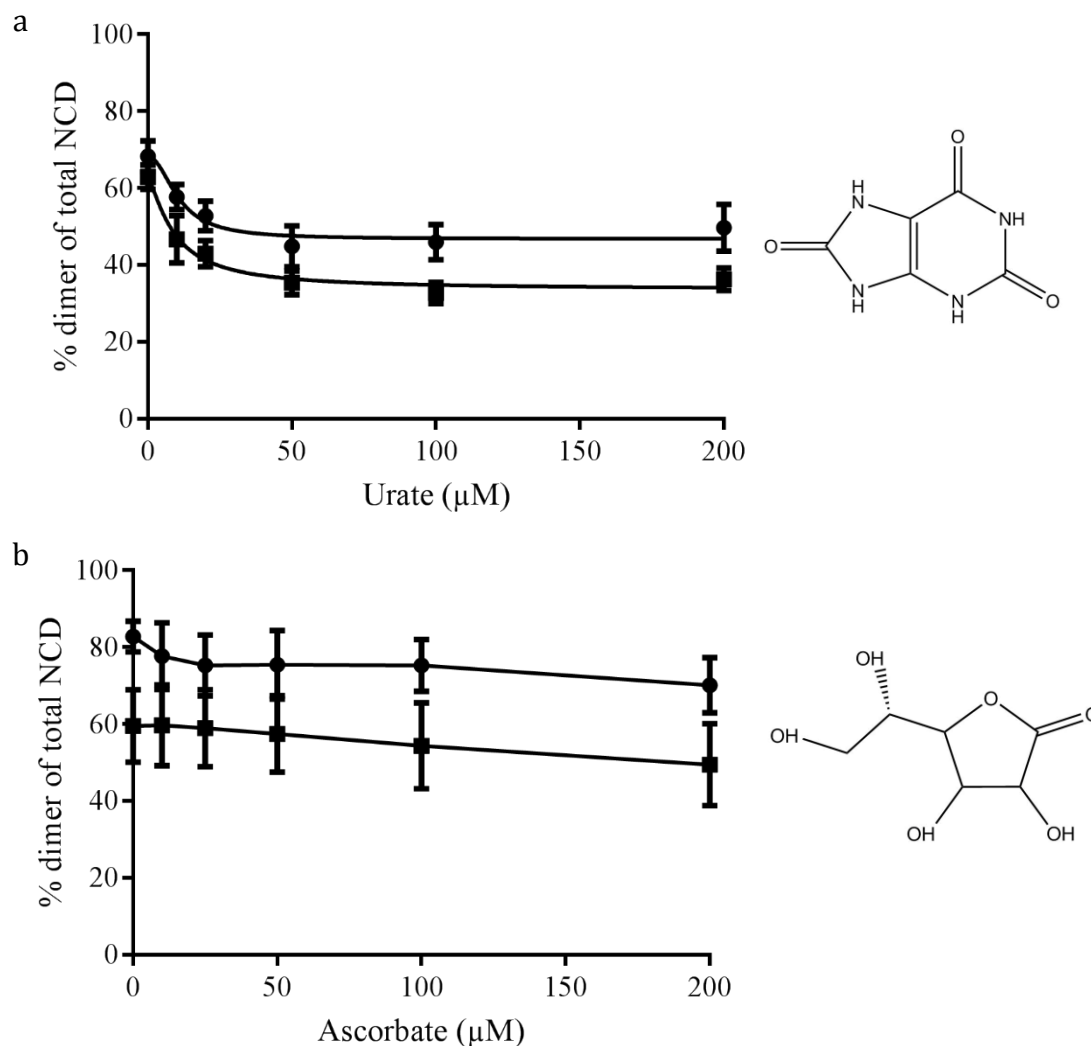 a
100
80
60
40
20
0
% dimer of total NCD
0 50 100 150 200
Urate (µM)
O
H
N
NH
O
N
H
N
H
O
b
100
80
60
40
20
0
% dimer of total NCD
0 50 100 150 200
Ascorbate (µM)
OH
O
O
OH
OH
OH